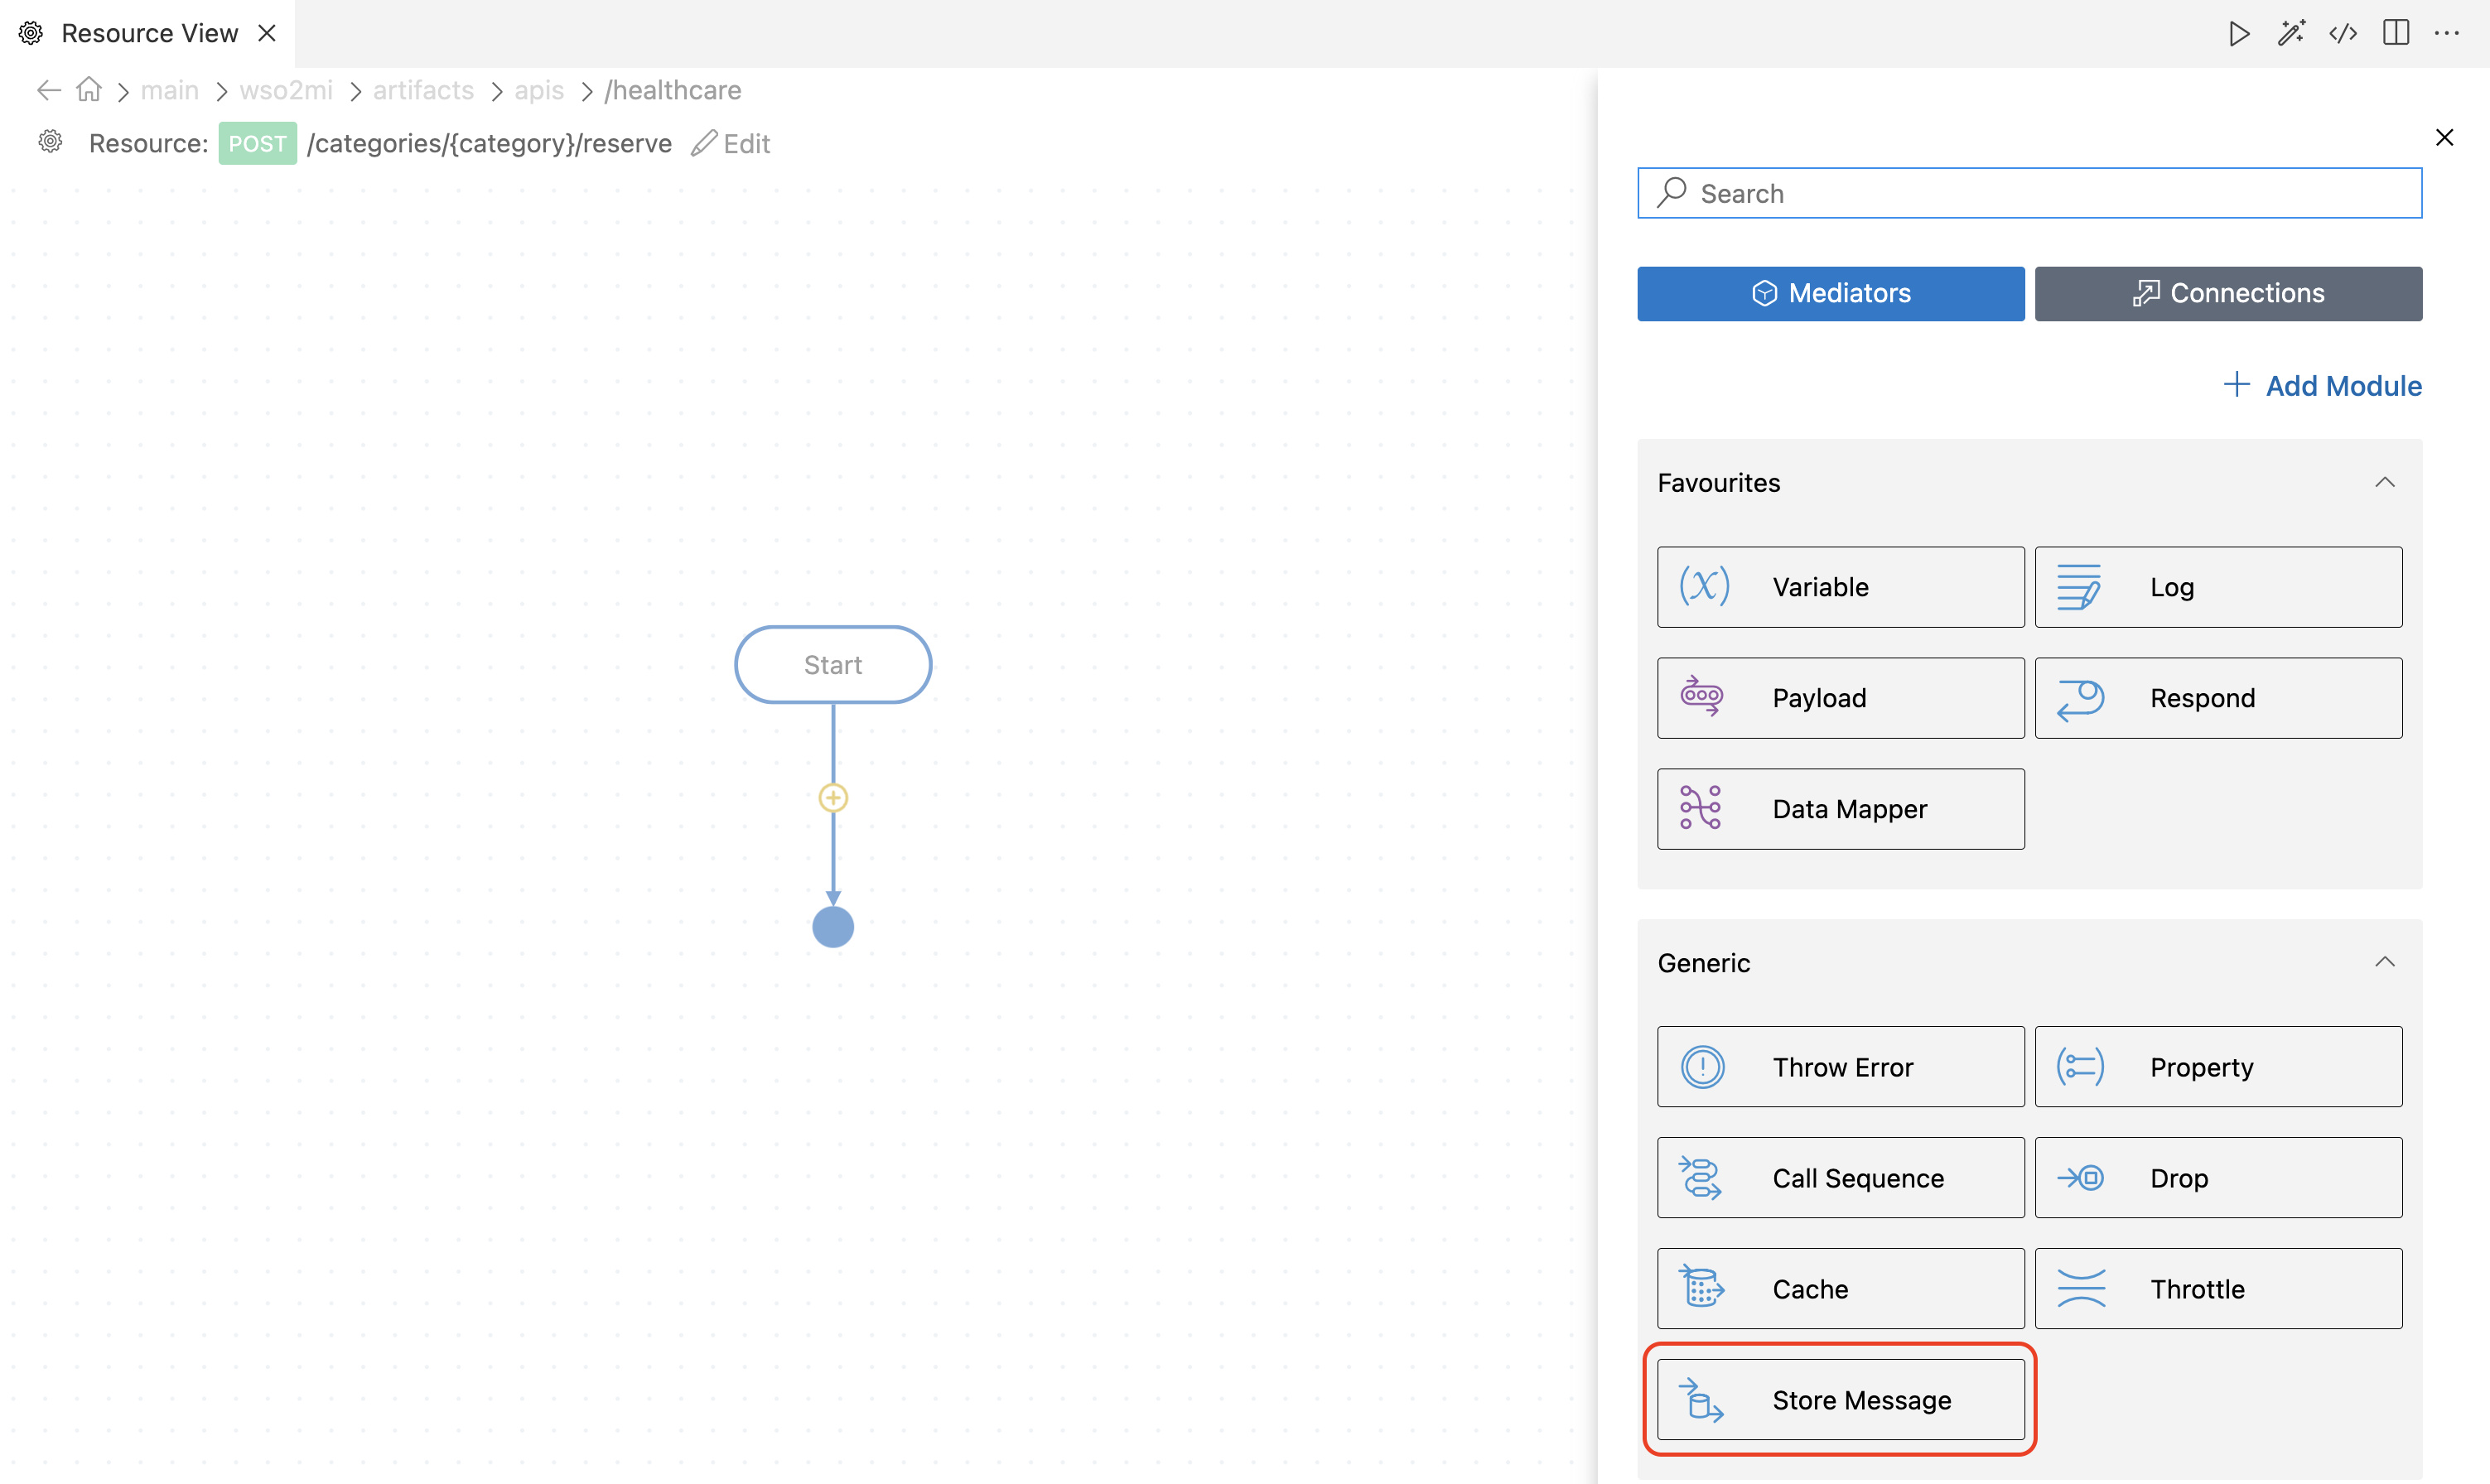 Resource View
main wso2mi artifacts apis /healthcare
Resource: POST /categories/{category}/reserve Edit
Start
Search
Mediators Connections
Add Module
Favourites
Variable Log
Payload Respond
Data Mapper
Generic
Throw Error Property
Call Sequence Drop
Cache Throttle
Store Message